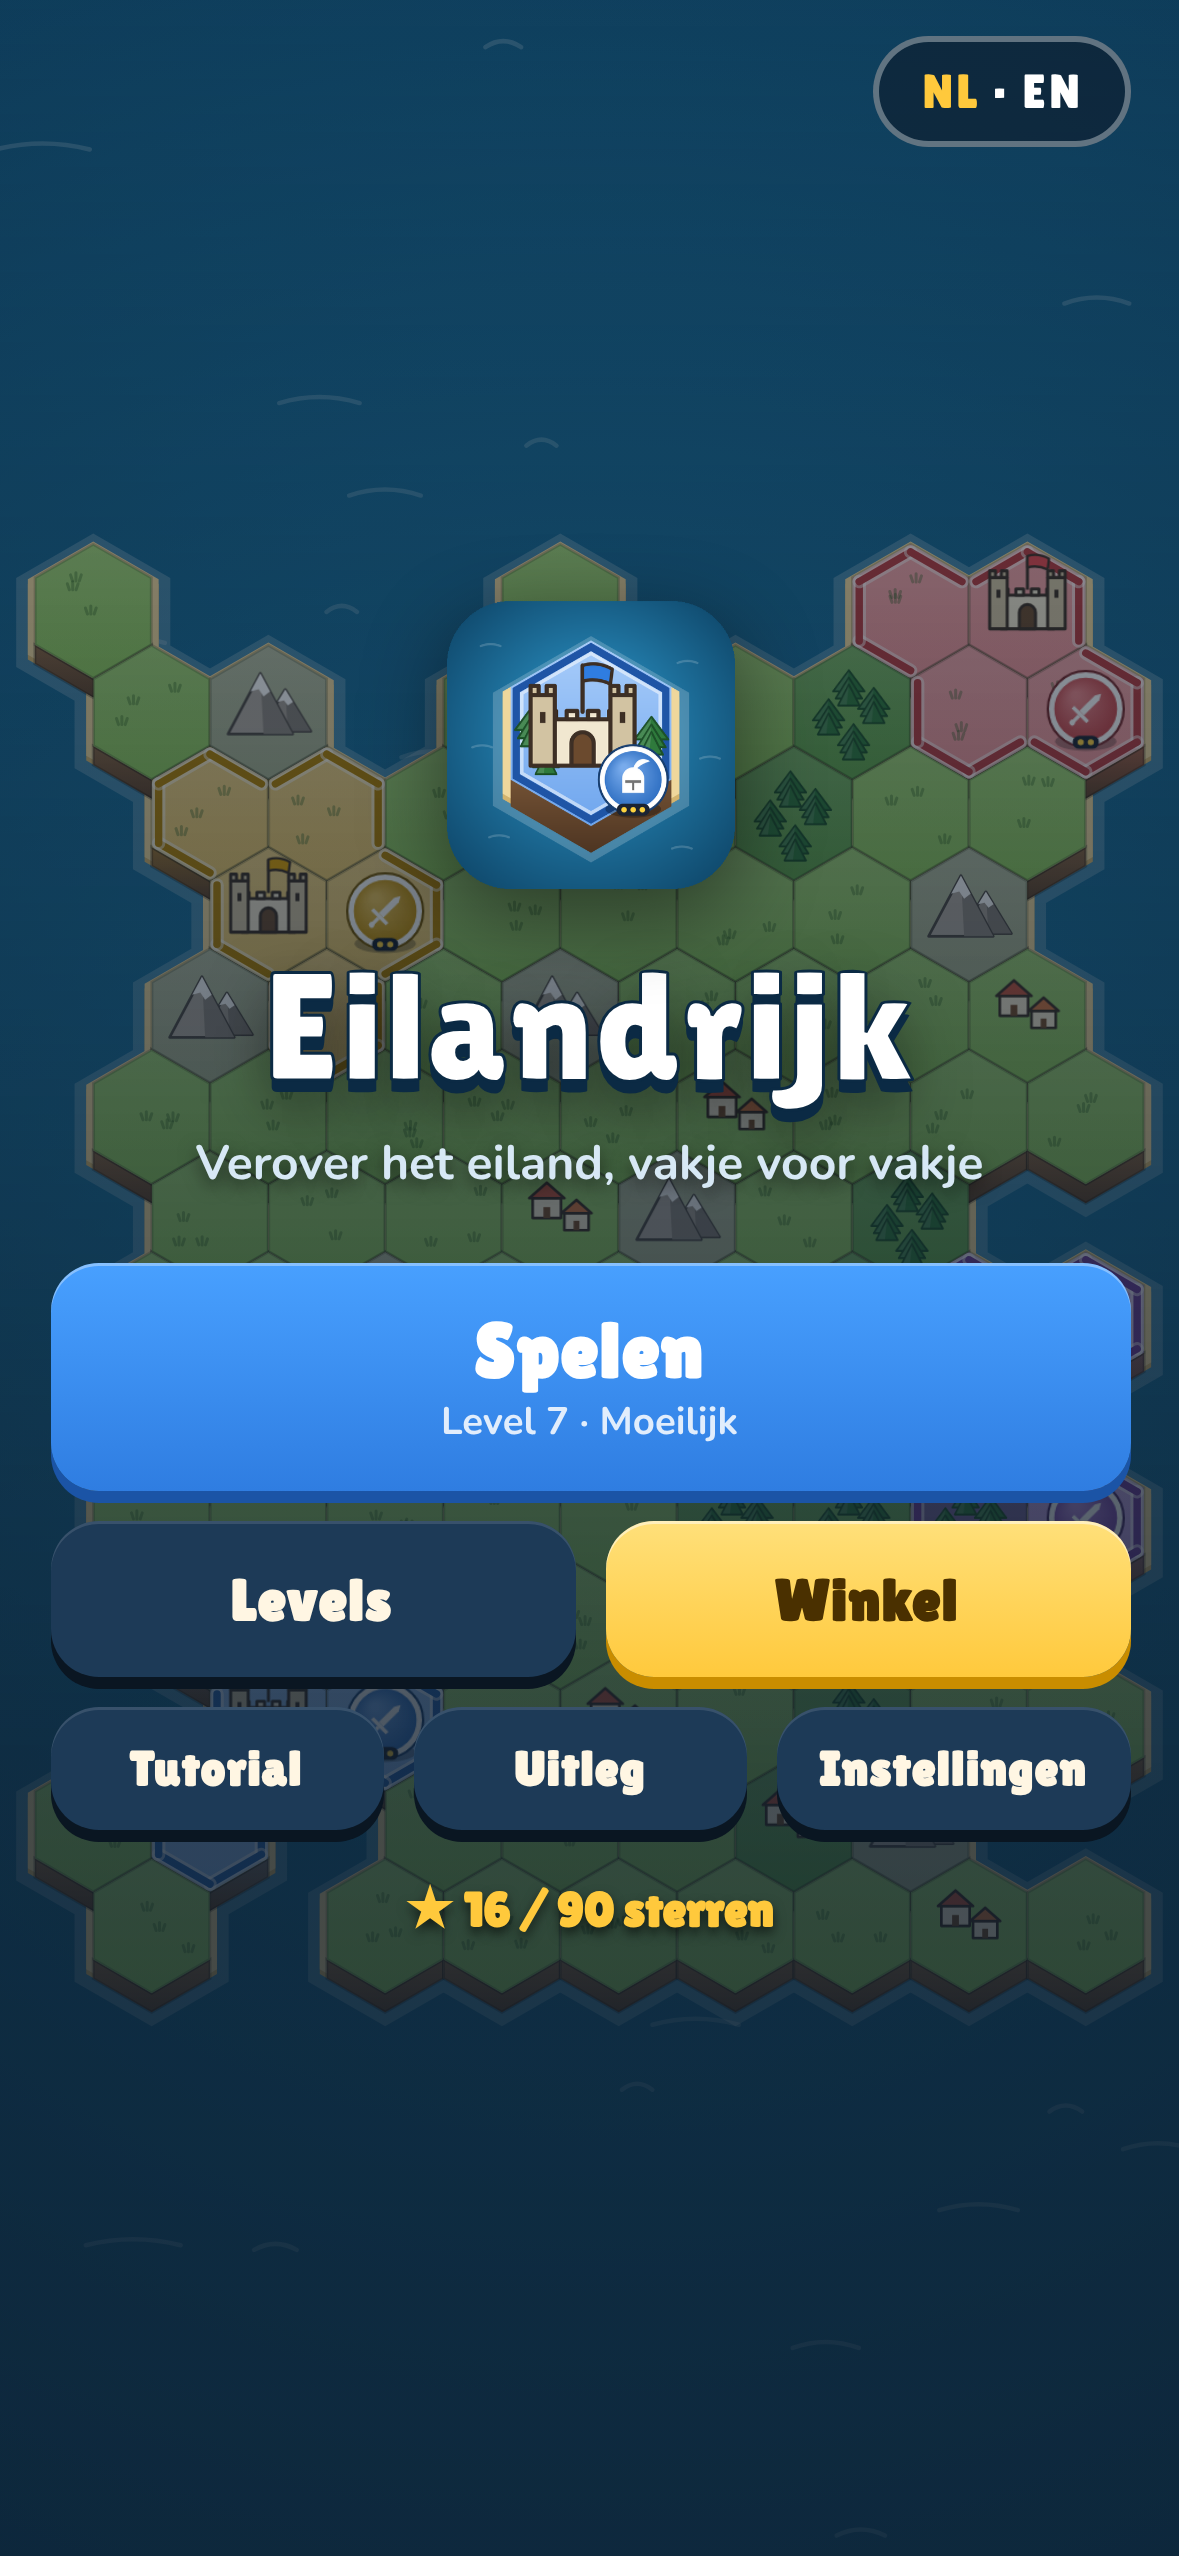 NL · EN
Eilandrijk
Verover het eiland, vakje voor vakje
Spelen
Level 7 · Moeilijk
Levels
Winkel
Tutorial
Uitleg
Instellingen
★ 16 / 90 sterren